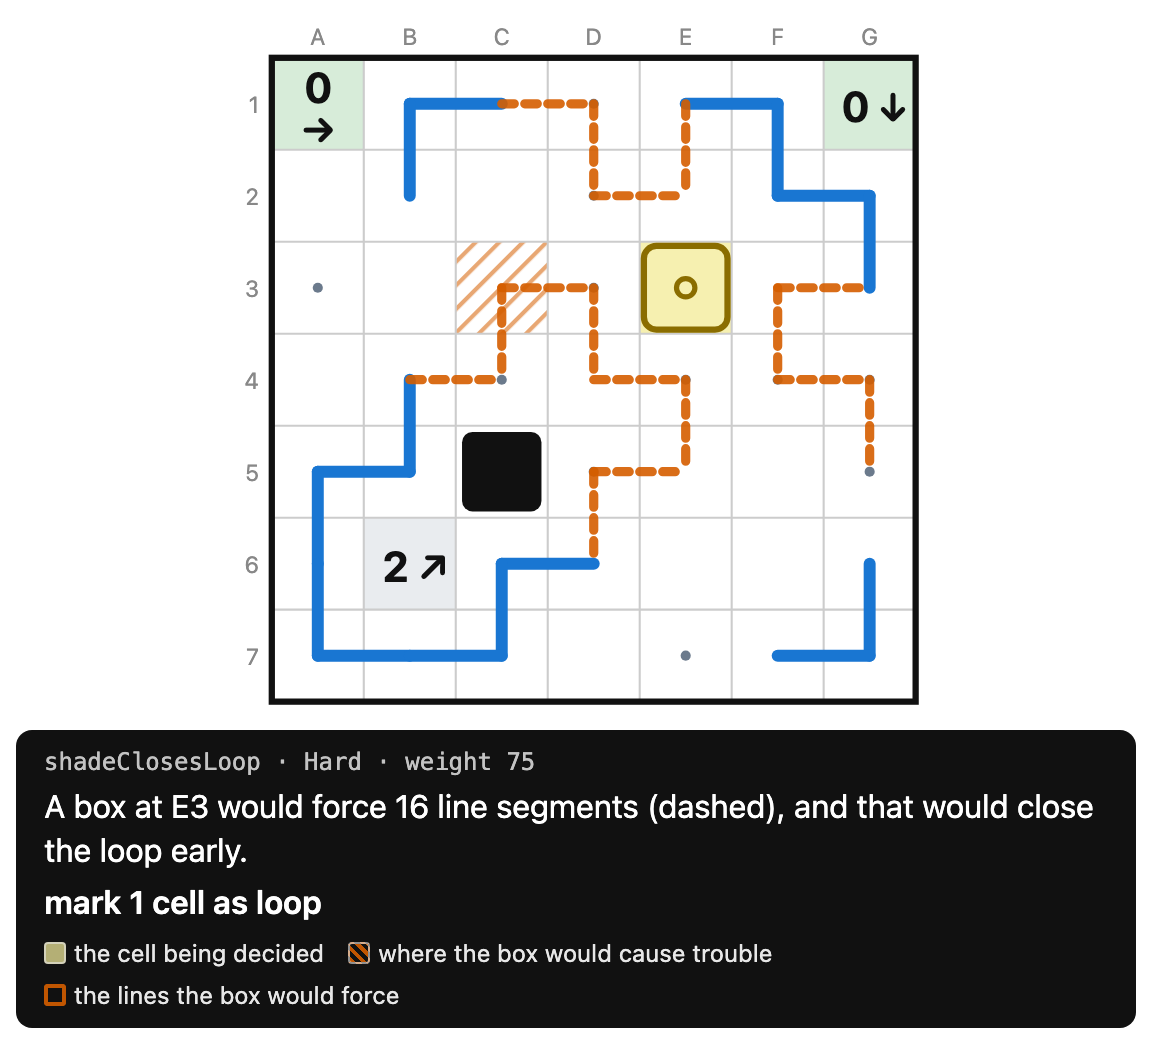 A B C D E F G
1
0
→
0 ↓
2
3
4
5
6
2 ↗
7
shadeClosesLoop · Hard · weight 75
A box at E3 would force 16 line segments (dashed), and that would close
the loop early.
mark 1 cell as loop
the cell being decided where the box would cause trouble
the lines the box would force